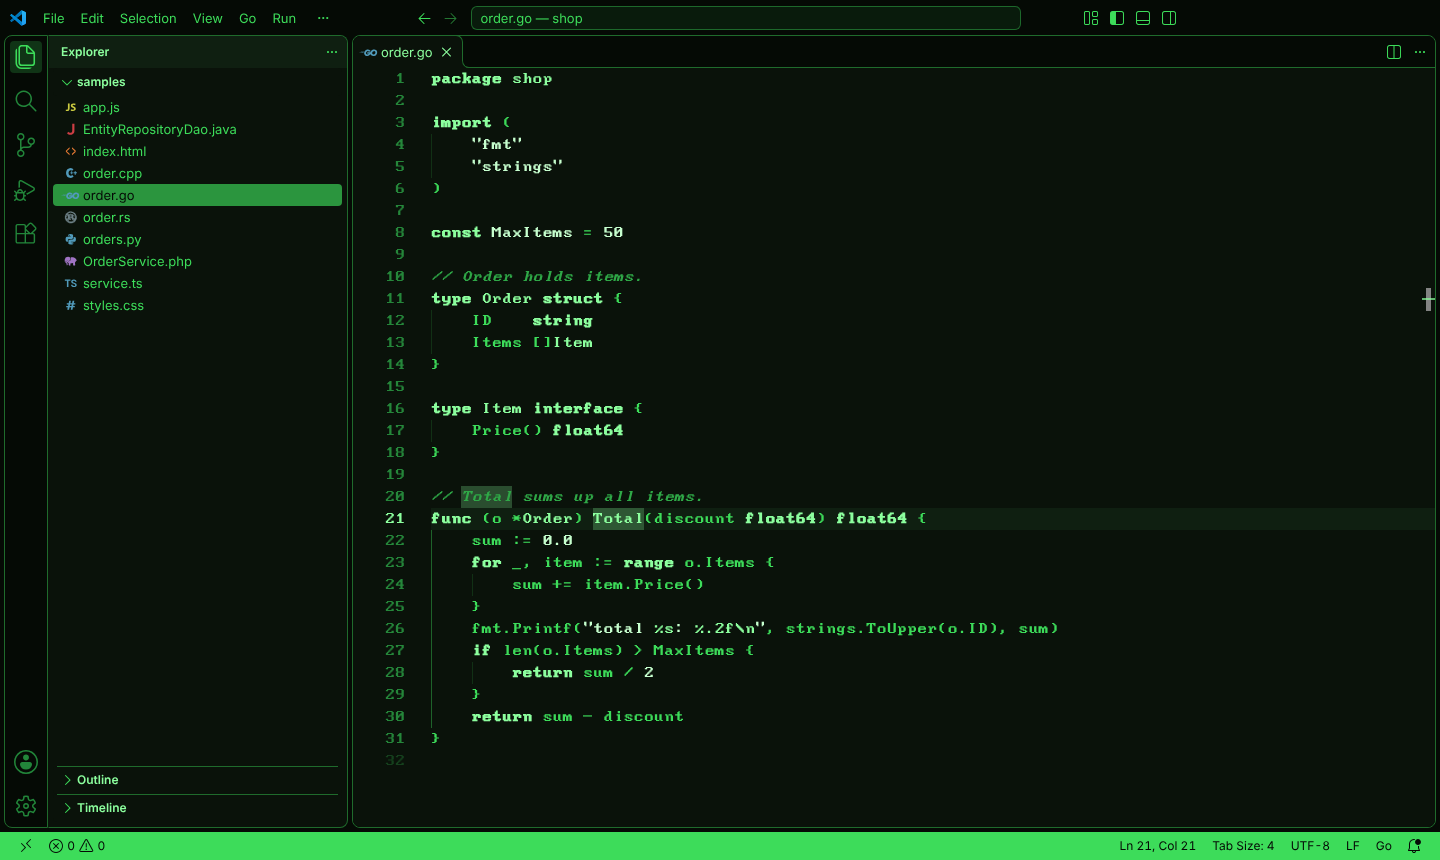 File Edit Selection View Go Run ···
order.go — shop
Explorer
samples
JS app.js
J EntityRepositoryDao.java
<> index.html
C+ order.cpp
GO order.go
R order.rs
orders.py
OrderService.php
TS service.ts
# styles.css
Outline
Timeline
GO order.go
1 package shop
2
3 import (
4 "fmt"
5 "strings"
6 )
7
8 const MaxItems = 50
9
10 // Order holds items.
11 type Order struct {
12 ID string
13 Items []Item
14 }
15
16 type Item interface {
17 Price() float64
18 }
19
20 // Total sums up all items.
21 func (o *Order) Total(discount float64) float64 {
22 sum := 0.0
23 for _, item := range o.Items {
24 sum += item.Price()
25 }
26 fmt.Printf("total %s: %.2f\n", strings.ToUpper(o.ID), sum)
27 if len(o.Items) > MaxItems {
28 return sum / 2
29 }
30 return sum - discount
31 }
32
0 0 Ln 21, Col 21 Tab Size: 4 UTF-8 LF Go